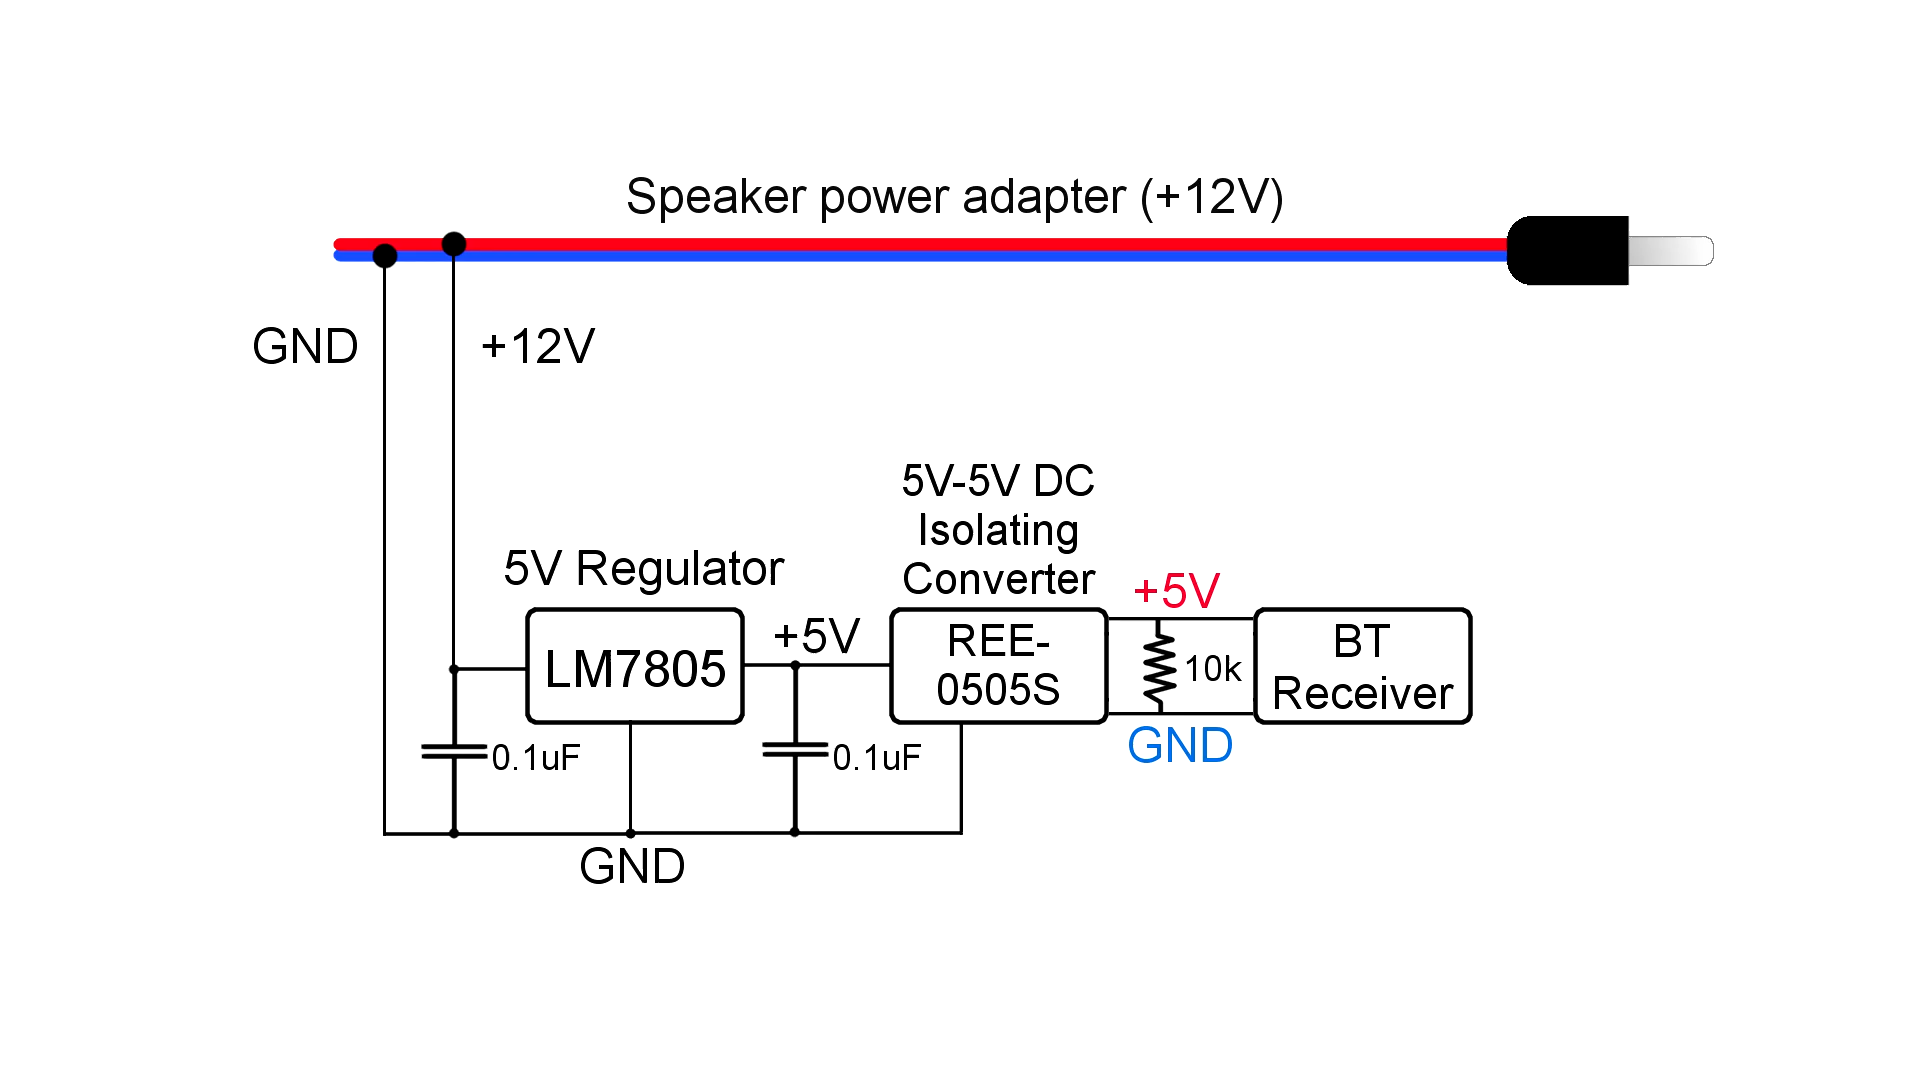 Speaker power adapter (+12V)
GND
+12V
5V-5V DC
Isolating
Converter
5V Regulator
+5V
LM7805
+5V
REE-
0505S
10k
BT
Receiver
GND
0.1uF
0.1uF
GND